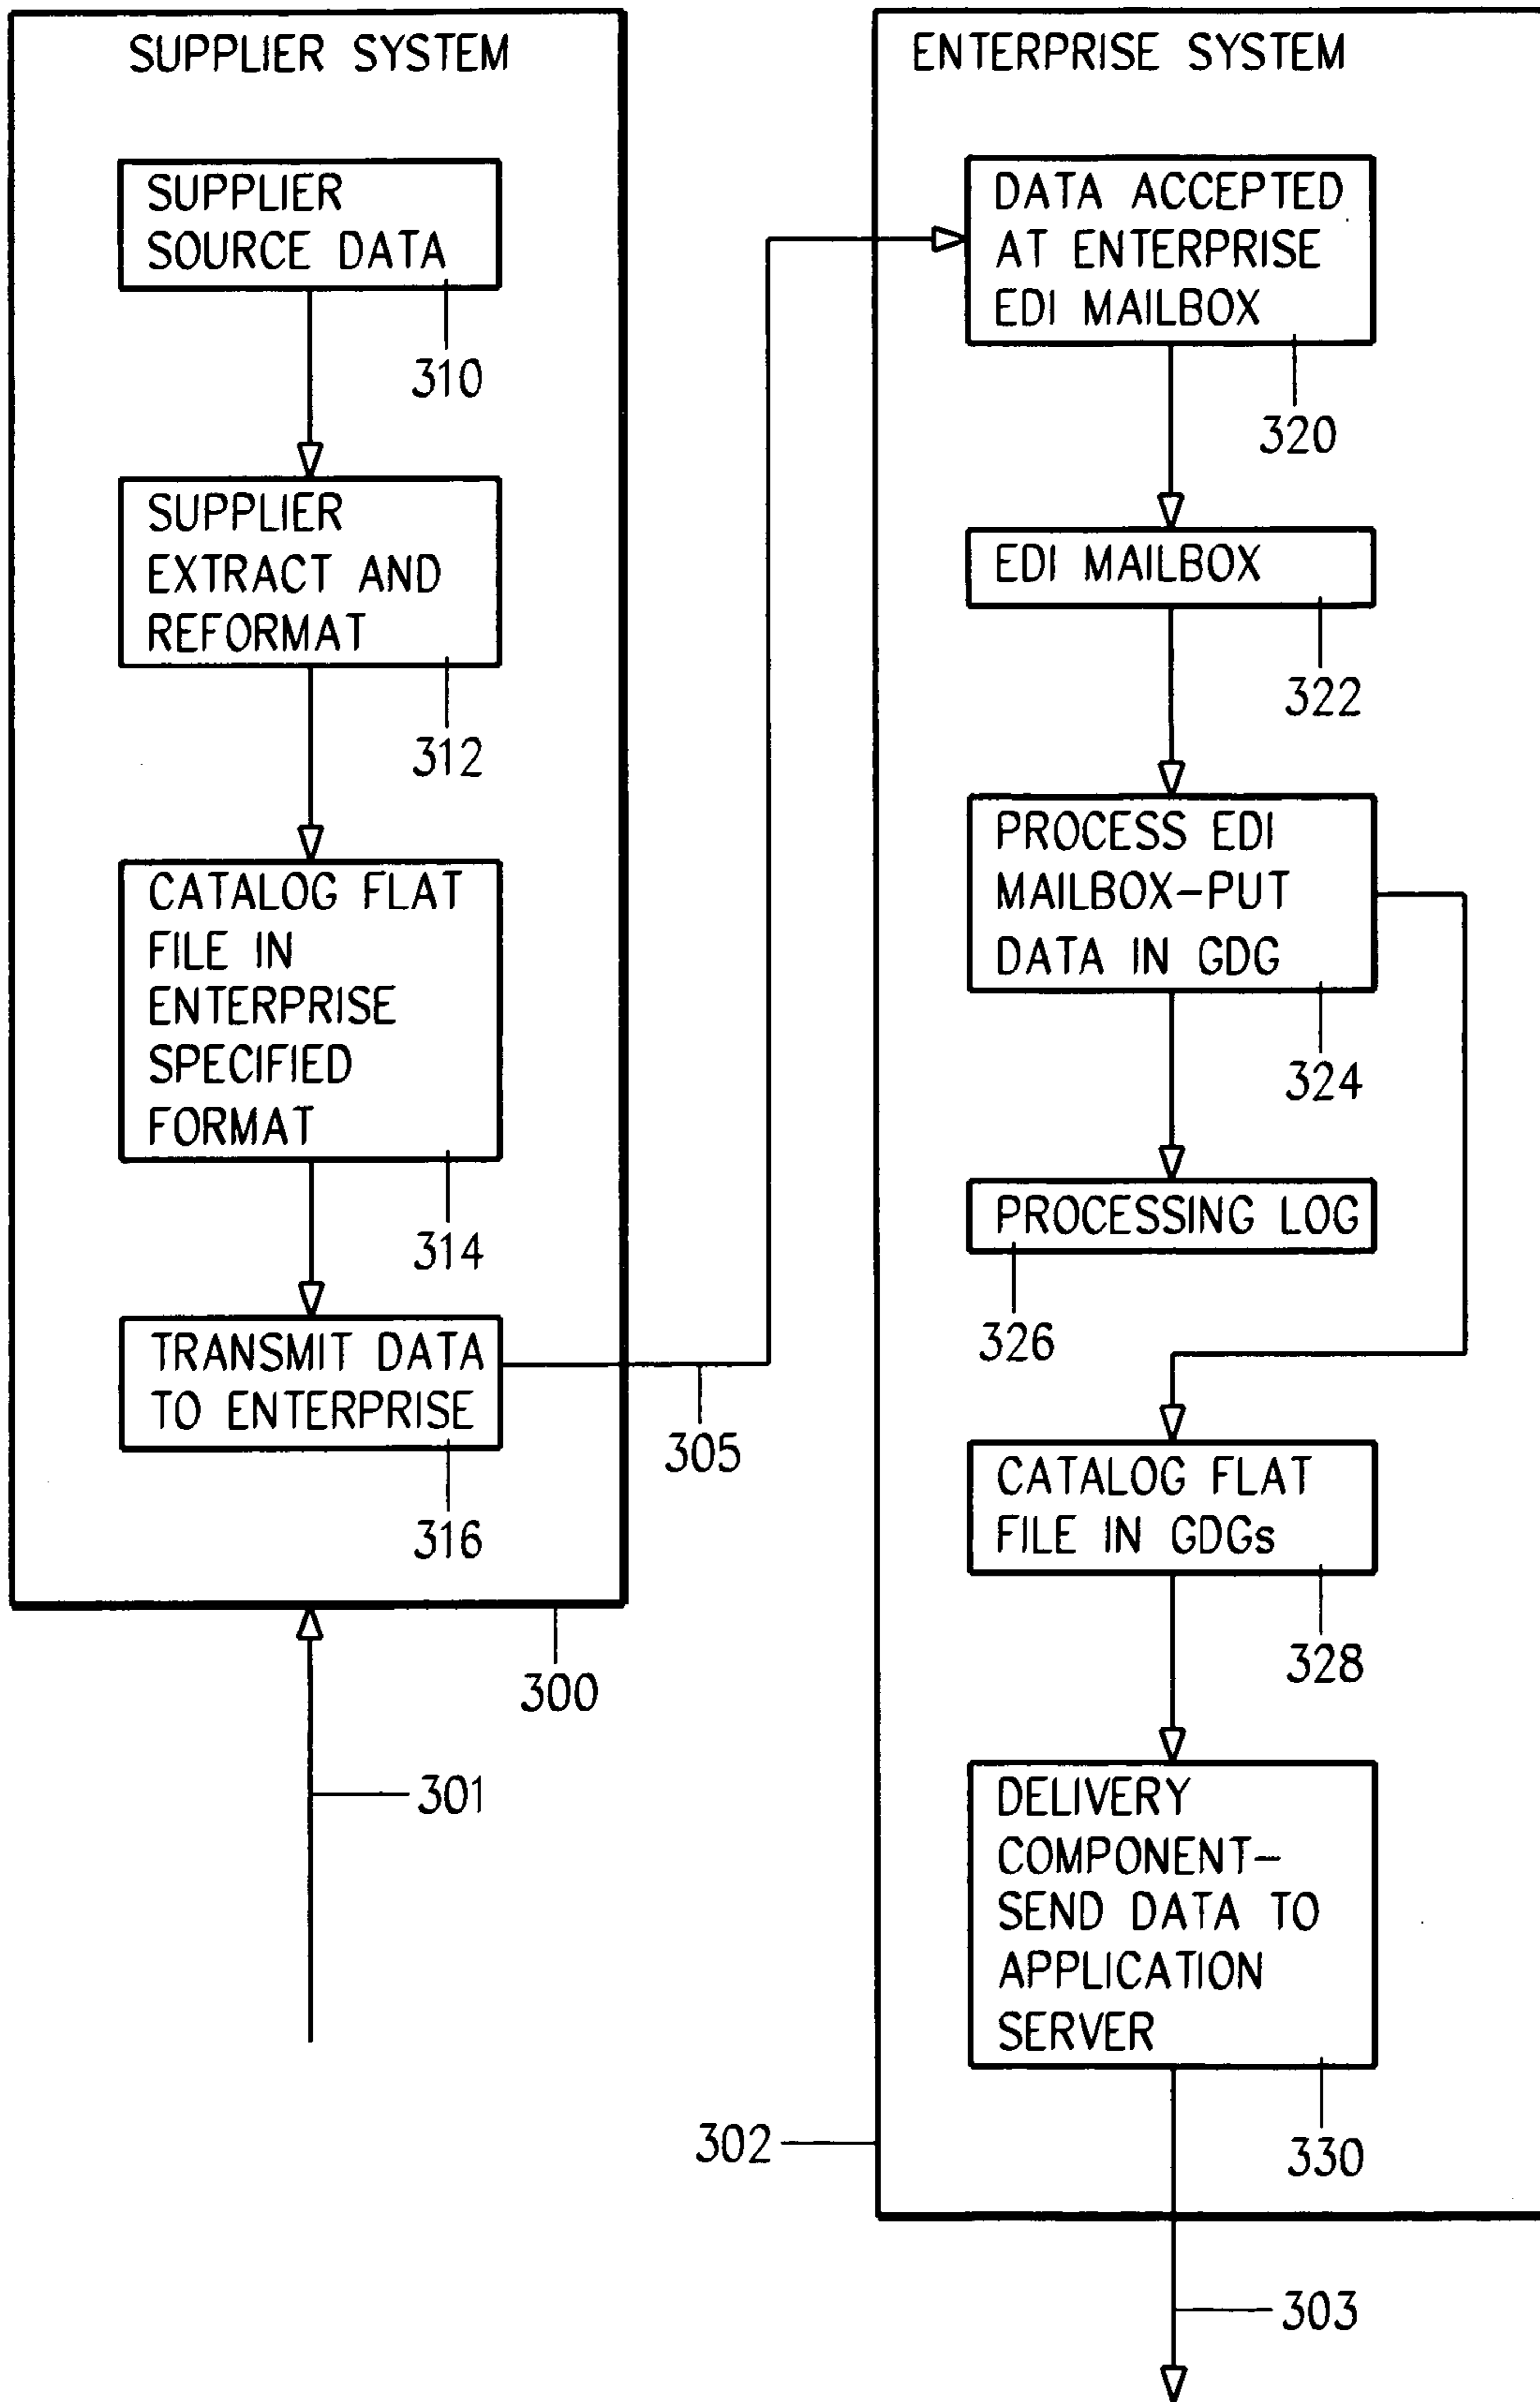 SUPPLIER SYSTEM
SUPPLIER
SOURCE DATA
310
SUPPLIER
EXTRACT AND
REFORMAT
312
CATALOG FLAT
FILE IN
ENTERPRISE
SPECIFIED
FORMAT
314
TRANSMIT DATA
TO ENTERPRISE
316
305
300
301
ENTERPRISE SYSTEM
DATA ACCEPTED
AT ENTERPRISE
EDI MAILBOX
320
EDI MAILBOX
322
PROCESS EDI
MAILBOX-PUT
DATA IN GDG
324
PROCESSING LOG
326
CATALOG FLAT
FILE IN GDGs
328
DELIVERY
COMPONENT-
SEND DATA TO
APPLICATION
SERVER
330
302
303